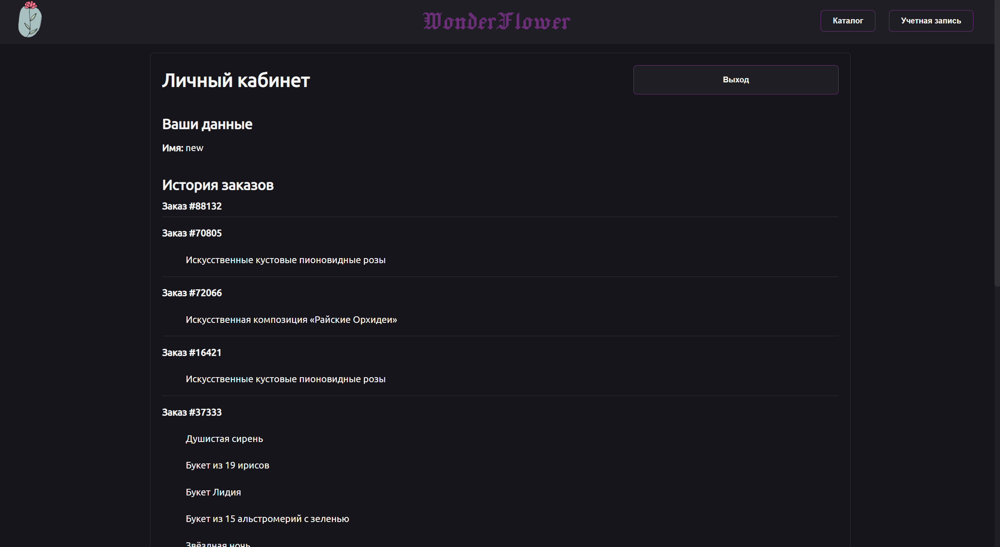 WonderFlower
Каталог
Учетная запись
Личный кабинет
Выход
Ваши данные
Имя: new
История заказов
Заказ #88132
Заказ #70805
Искусственные кустовые пионовидные розы
Заказ #72066
Искусственная композиция «Райские Орхидеи»
Заказ #16421
Искусственные кустовые пионовидные розы
Заказ #37333
Душистая сирень
Букет из 19 ирисов
Букет Лидия
Букет из 15 альстромерий с зеленью
Звёздная ночь